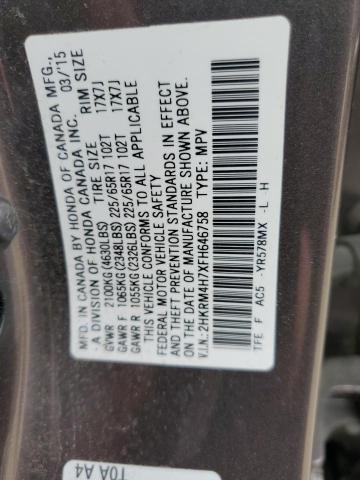 MFD. IN CANADA BY HONDA OF CANADA MFG.,
-A DIVISION OF HONDA CANADA INC. 03/'15
TIRE SIZE RIM SIZE
GVWR 2100KG(4630LBS)
GAWR F 1065KG(2348LBS) 225/65R17 102T 17X7J
GAWR R 1055KG(2326LBS) 225/65R17 102T 17X7J
THIS VEHICLE CONFORMS TO ALL APPLICABLE
FEDERAL MOTOR VEHICLE SAFETY
AND THEFT PREVENTION STANDARDS IN EFFECT
ON THE DATE OF MANUFACTURE SHOWN ABOVE.
V.I.N.:2HKRM4H7XFH646758 TYPE: MPV
TFE F AC5 -YR578MX -L H
T0A A4